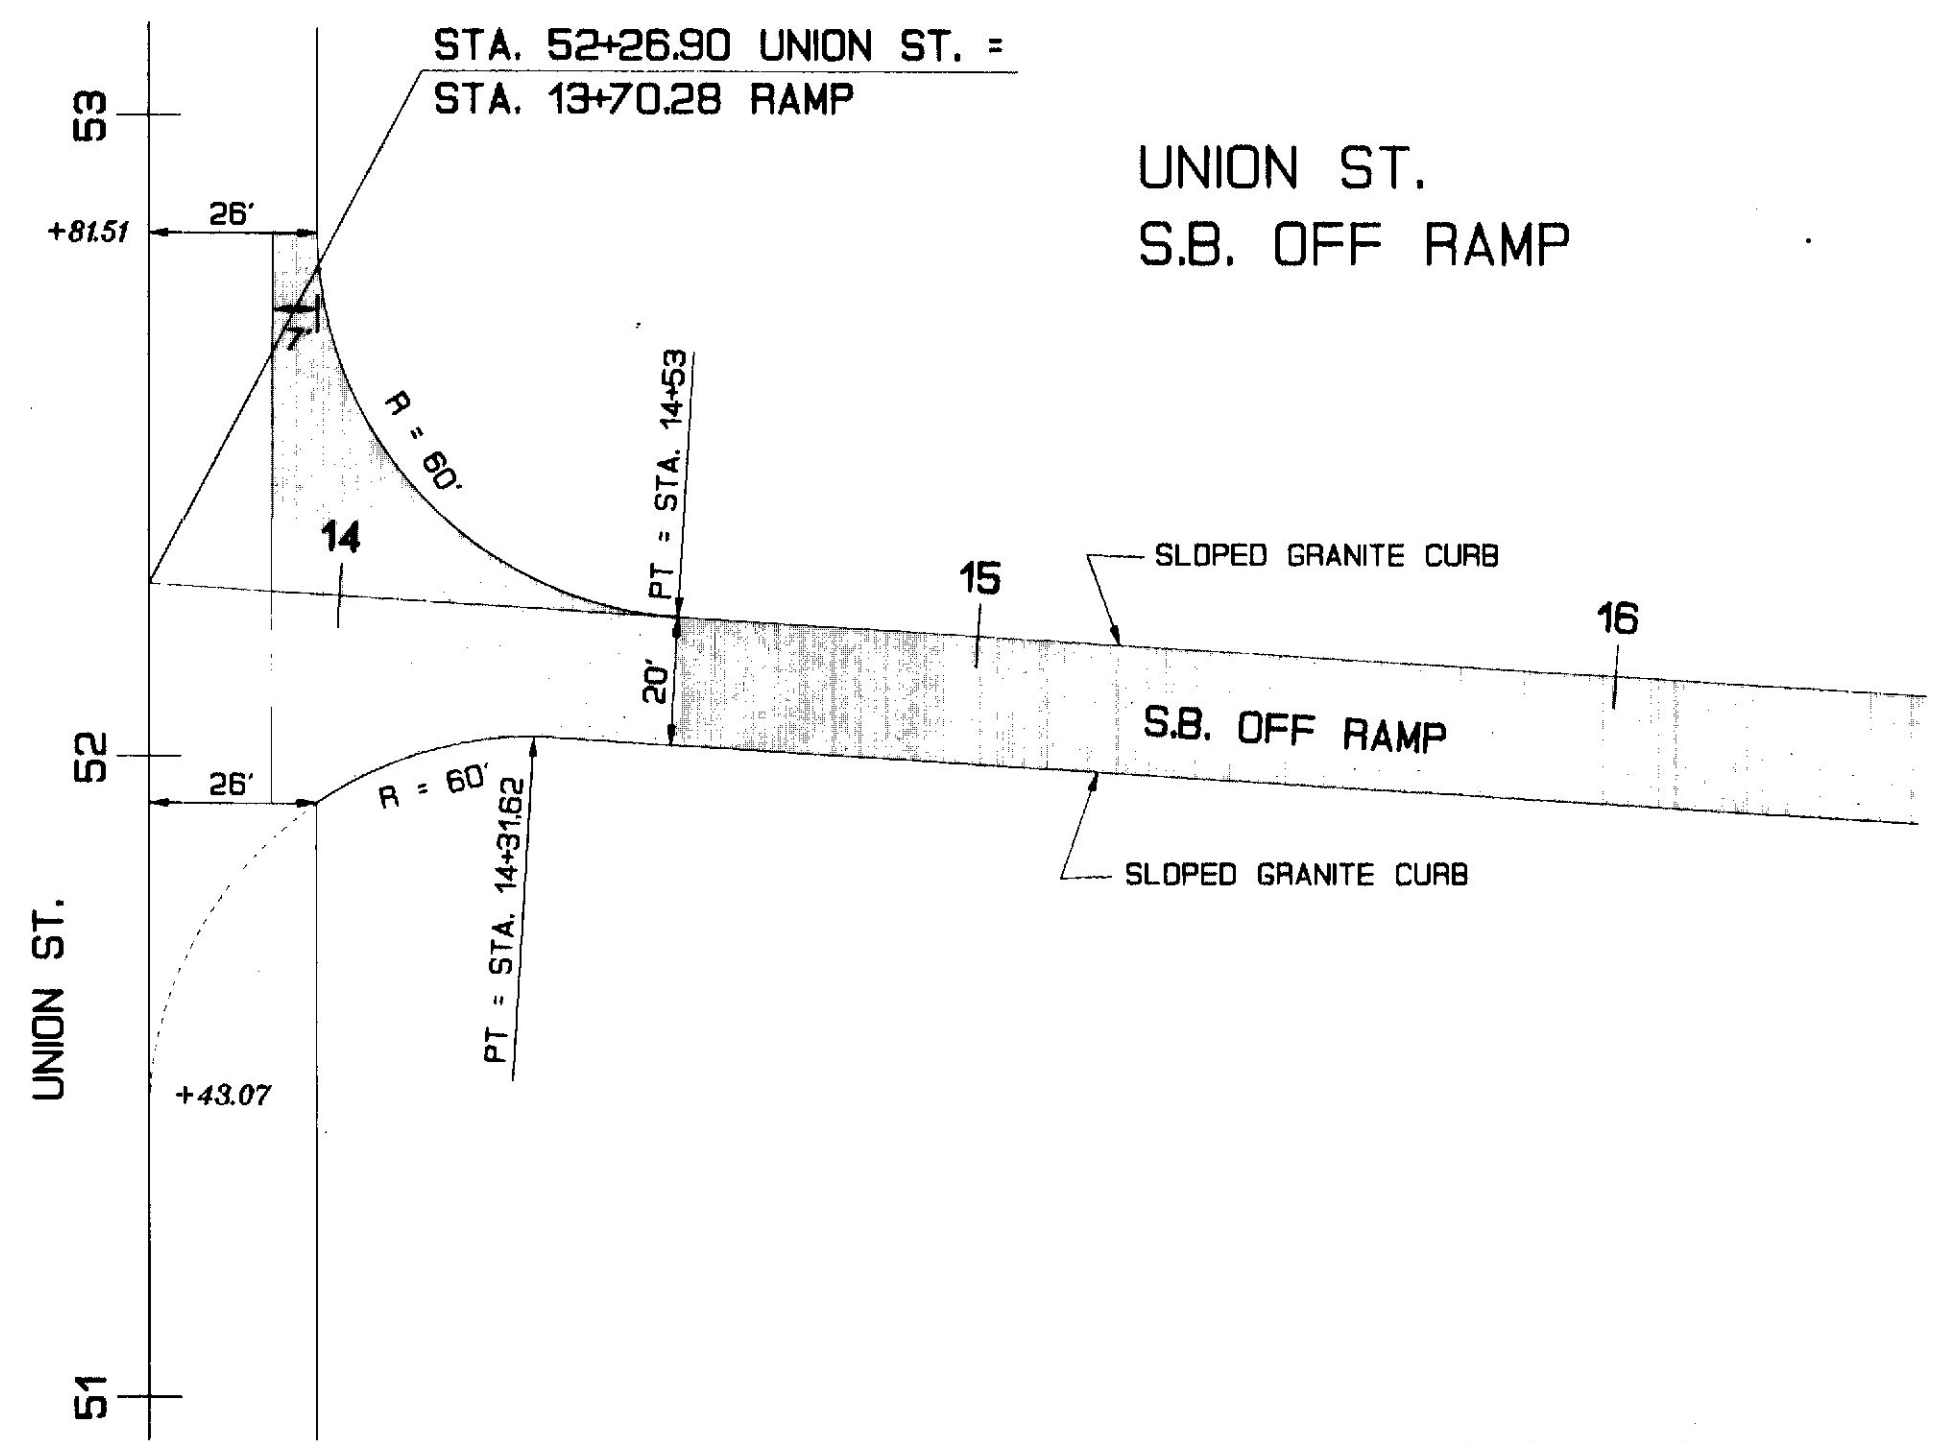 STA. 52+26.90 UNION ST. =
STA. 13+70.28 RAMP
UNION ST.
S.B. OFF RAMP
53
26'
+81.51
7'
R = 60'
PT = STA. 14+53
14
15
16
SLOPED GRANITE CURB
20'
S.B. OFF RAMP
52
26'
R = 60'
PT = STA. 14+31.62
SLOPED GRANITE CURB
UNION ST.
+43.07
51